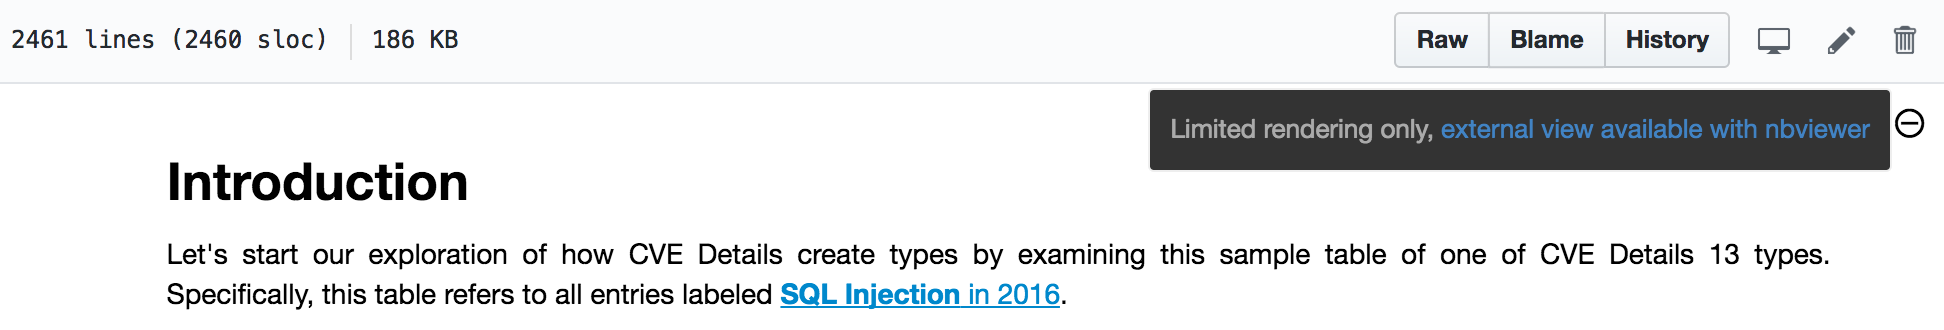 2461 lines (2460 sloc) 186 KB Raw Blame History
Limited rendering only, external view available with nbviewer
Introduction
Let's start our exploration of how CVE Details create types by examining this sample table of one of CVE Details 13 types.
Specifically, this table refers to all entries labeled SQL Injection in 2016.